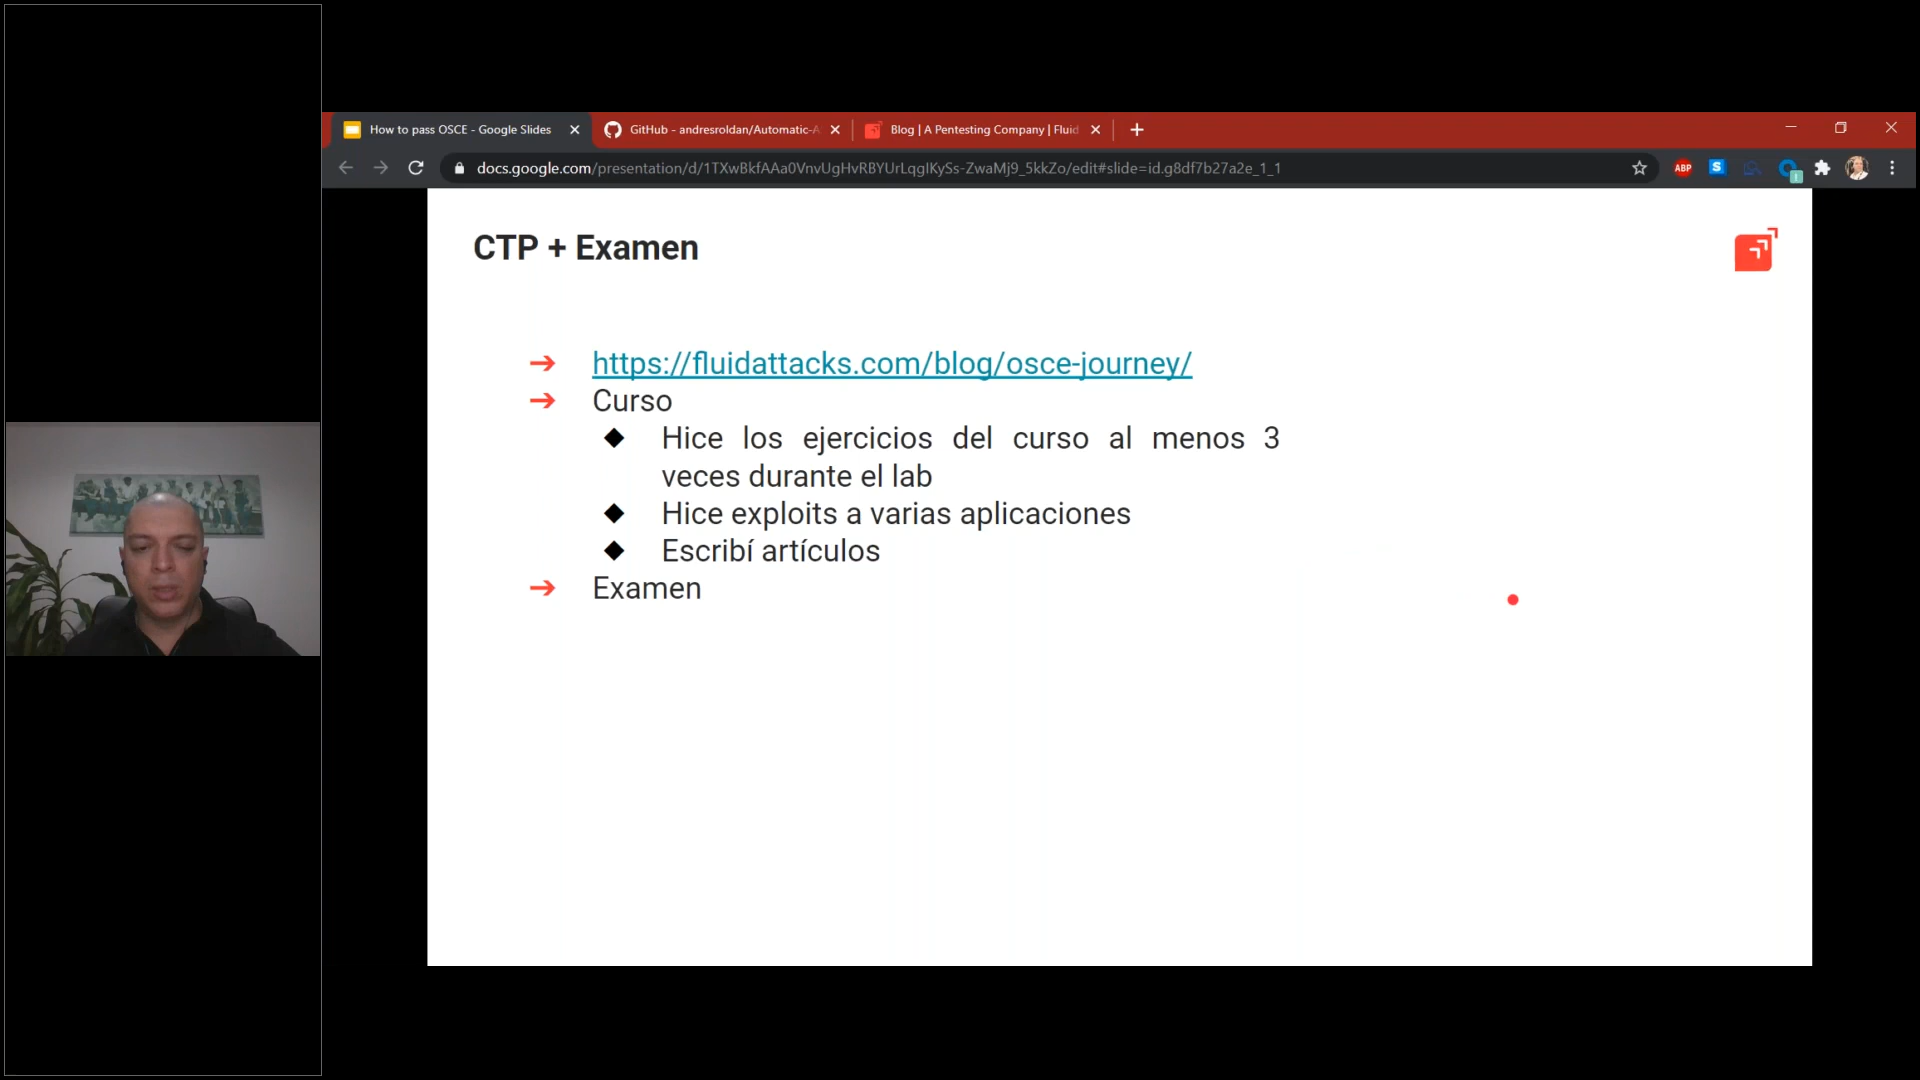 How to pass OSCE - Google Slides
GitHub - andresroldan/Automatic-A
Blog | A Pentesting Company | Fluid
docs.google.com/presentation/d/1TXwBkfAAa0VnvUgHvRBYUrLqgIKySs-ZwaMj9_5kkZo/edit#slide=id.g8df7b27a2e_1_1
ABP
S
CTP + Examen
https://fluidattacks.com/blog/osce-journey/
Curso
Hice los ejercicios del curso al menos 3
veces durante el lab
Hice exploits a varias aplicaciones
Escribí artículos
Examen